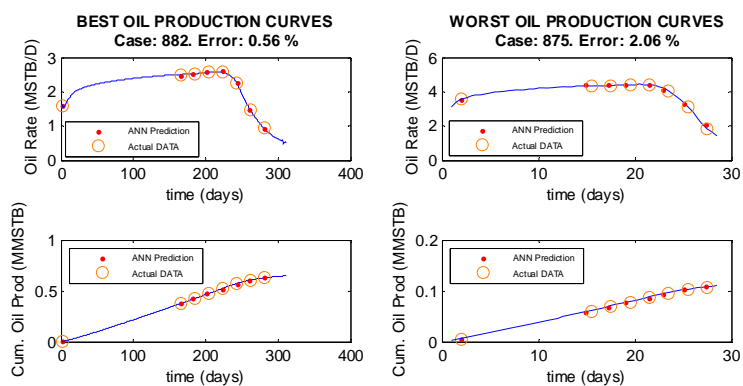 BEST OIL PRODUCTION CURVES
Case: 882. Error: 0.56 %
Oil Rate (MSTB/D)
3
2
1
0
ANN Prediction
Actual DATA
0 100 200 300 400
time (days)
WORST OIL PRODUCTION CURVES
Case: 875. Error: 2.06 %
Oil Rate (MSTB/D)
6
4
2
0
ANN Prediction
Actual DATA
0 10 20 30
time (days)
Cum. Oil Prod (MMSTB)
1
0.5
0
ANN Prediction
Actual DATA
0 100 200 300 400
time (days)
Cum. Oil Prod (MMSTB)
0.2
0.1
0
ANN Prediction
Actual DATA
0 10 20 30
time (days)